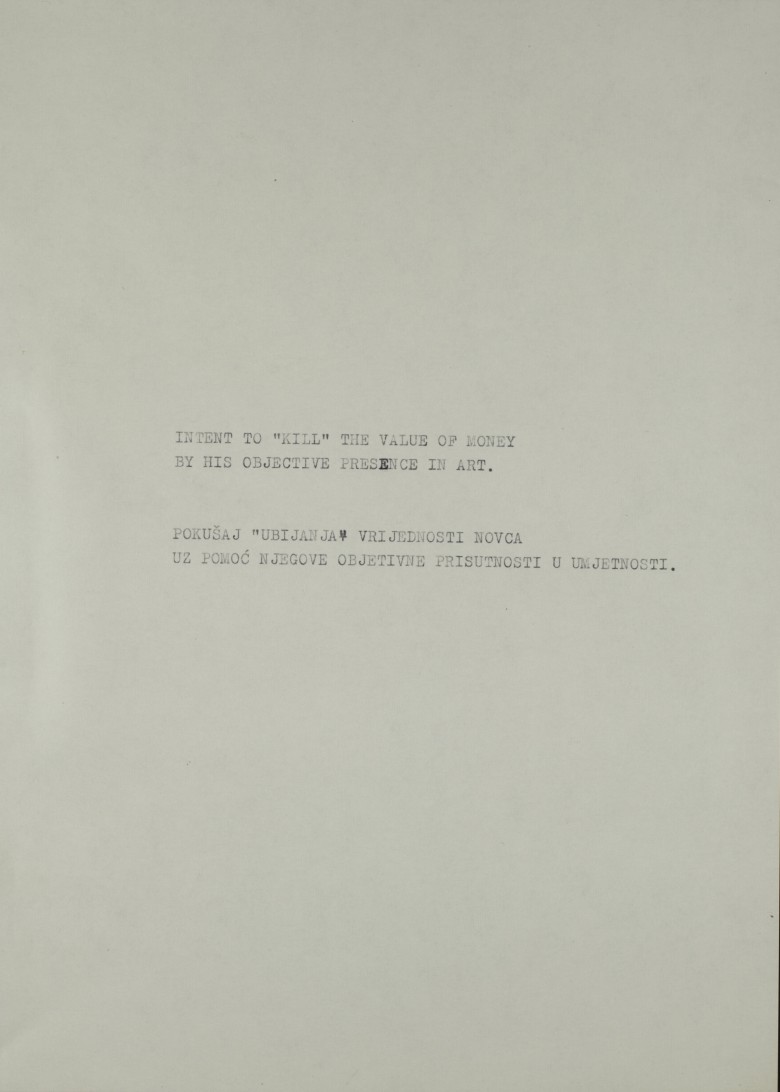 INTENT TO "KILL" THE VALUE OF MONEY
BY HIS OBJECTIVE PRESENCE IN ART.
POKUŠAJ "UBIJANJA" VRIJEDNOSTI NOVCA
UZ POMOĆ NJEGOVE OBJETIVNE PRISUTNOSTI U UMJETNOSTI.